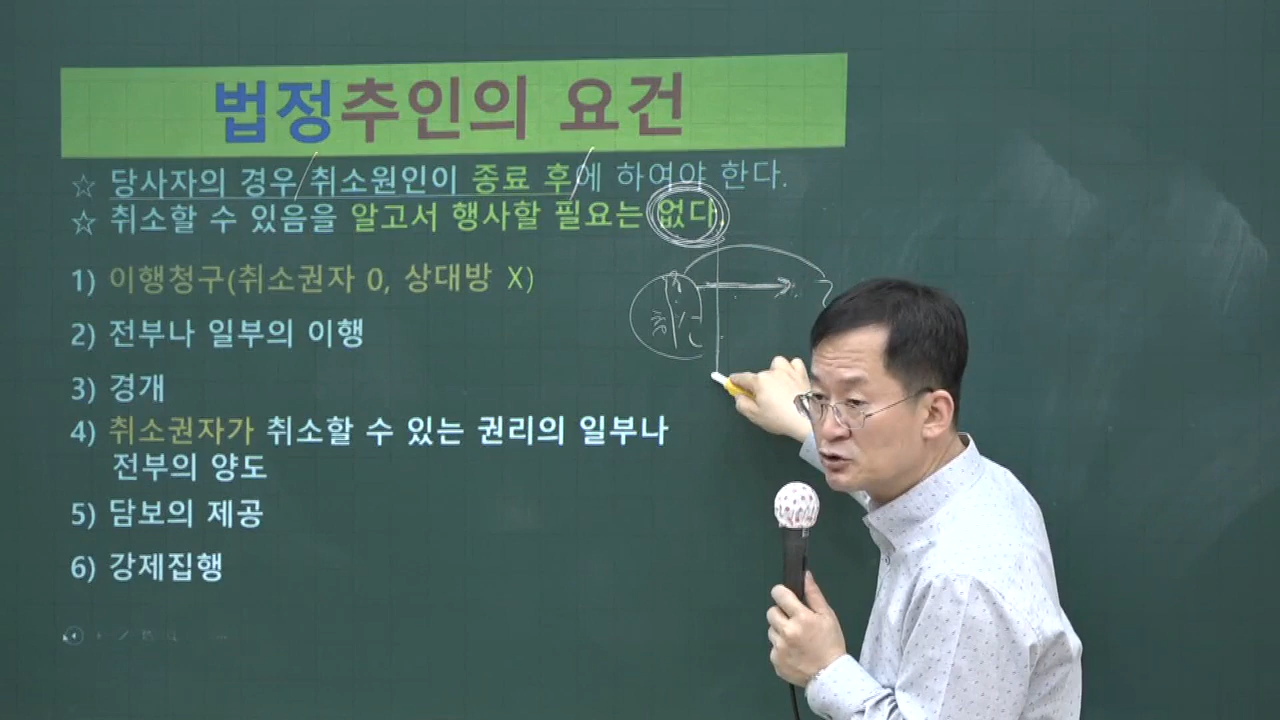 법정추인의 요건
☆ 당사자의 경우 취소원인이 종료 후에 하여야 한다.
☆ 취소할 수 있음을 알고서 행사할 필요는 없다.
1) 이행청구(취소권자 0, 상대방 X)
2) 전부나 일부의 이행
3) 경개
4) 취소권자가 취소할 수 있는 권리의 일부나
전부의 양도
5) 담보의 제공
6) 강제집행